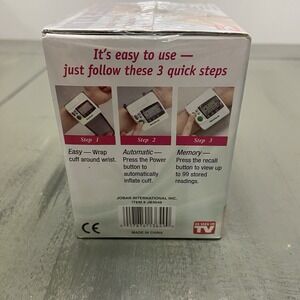 It's easy to use —
just follow these 3 quick steps
Step 1
Step 2
Step 3
Easy — Wrap
cuff around wrist.
Automatic —
Press the Power
button to
automatically
inflate cuff.
Memory —
Press the recall
button to view up
to 99 stored
readings.
JOBAR INTERNATIONAL INC.
CE
MADE IN CHINA
AS SEEN ON
TV